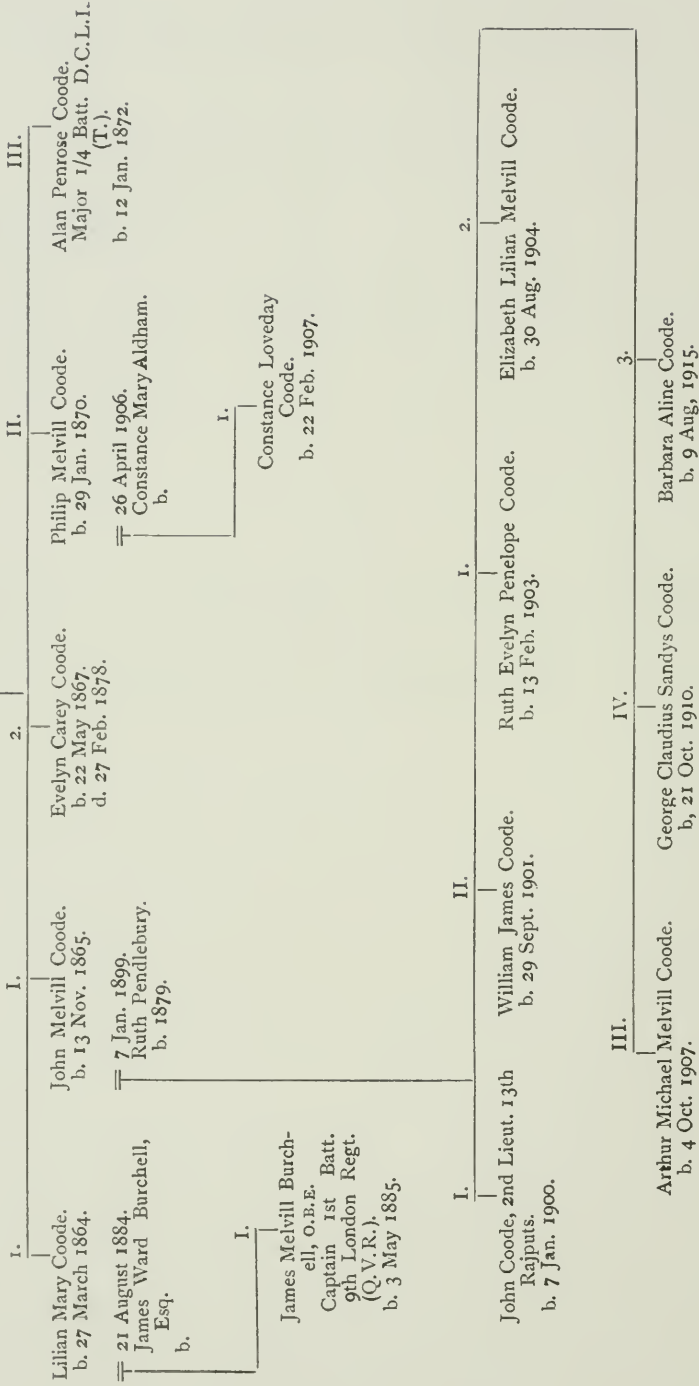 1.
Lilian Mary Coode.
b. 27 March 1864.
21 August 1884.
James Ward Burchell,
Esq.
b.
I.
James Melvill Burch-
ell, O.B.E.
Captain 1st Batt.
9th London Regt.
(Q.V.R.).
b. 3 May 1885.
I.
John Melvill Coode.
b. 13 Nov. 1865.
7 Jan. 1899.
Ruth Pendlebury.
b. 1879.
2.
Evelyn Carey Coode.
b. 22 May 1867.
d. 27 Feb. 1878.
II.
Philip Melvill Coode.
b. 29 Jan. 1870.
26 April 1906.
Constance Mary Aldham.
b.
1.
Constance Loveday
Coode.
b. 22 Feb. 1907.
III.
Alan Penrose Coode.
Major 1/4 Batt. D.C.L.I.
(T.).
b. 12 Jan. 1872.
I.
John Coode, 2nd Lieut. 13th
Rajputs.
b. 7 Jan. 1900.
II.
William James Coode.
b. 29 Sept. 1901.
1.
Ruth Evelyn Penelope Coode.
b. 13 Feb. 1903.
2.
Elizabeth Lilian Melvill Coode.
b. 30 Aug. 1904.
III.
Arthur Michael Melvill Coode.
b. 4 Oct. 1907.
IV.
George Claudius Sandys Coode.
b, 21 Oct. 1910.
3.
Barbara Aline Coode.
b. 9 Aug, 1915.